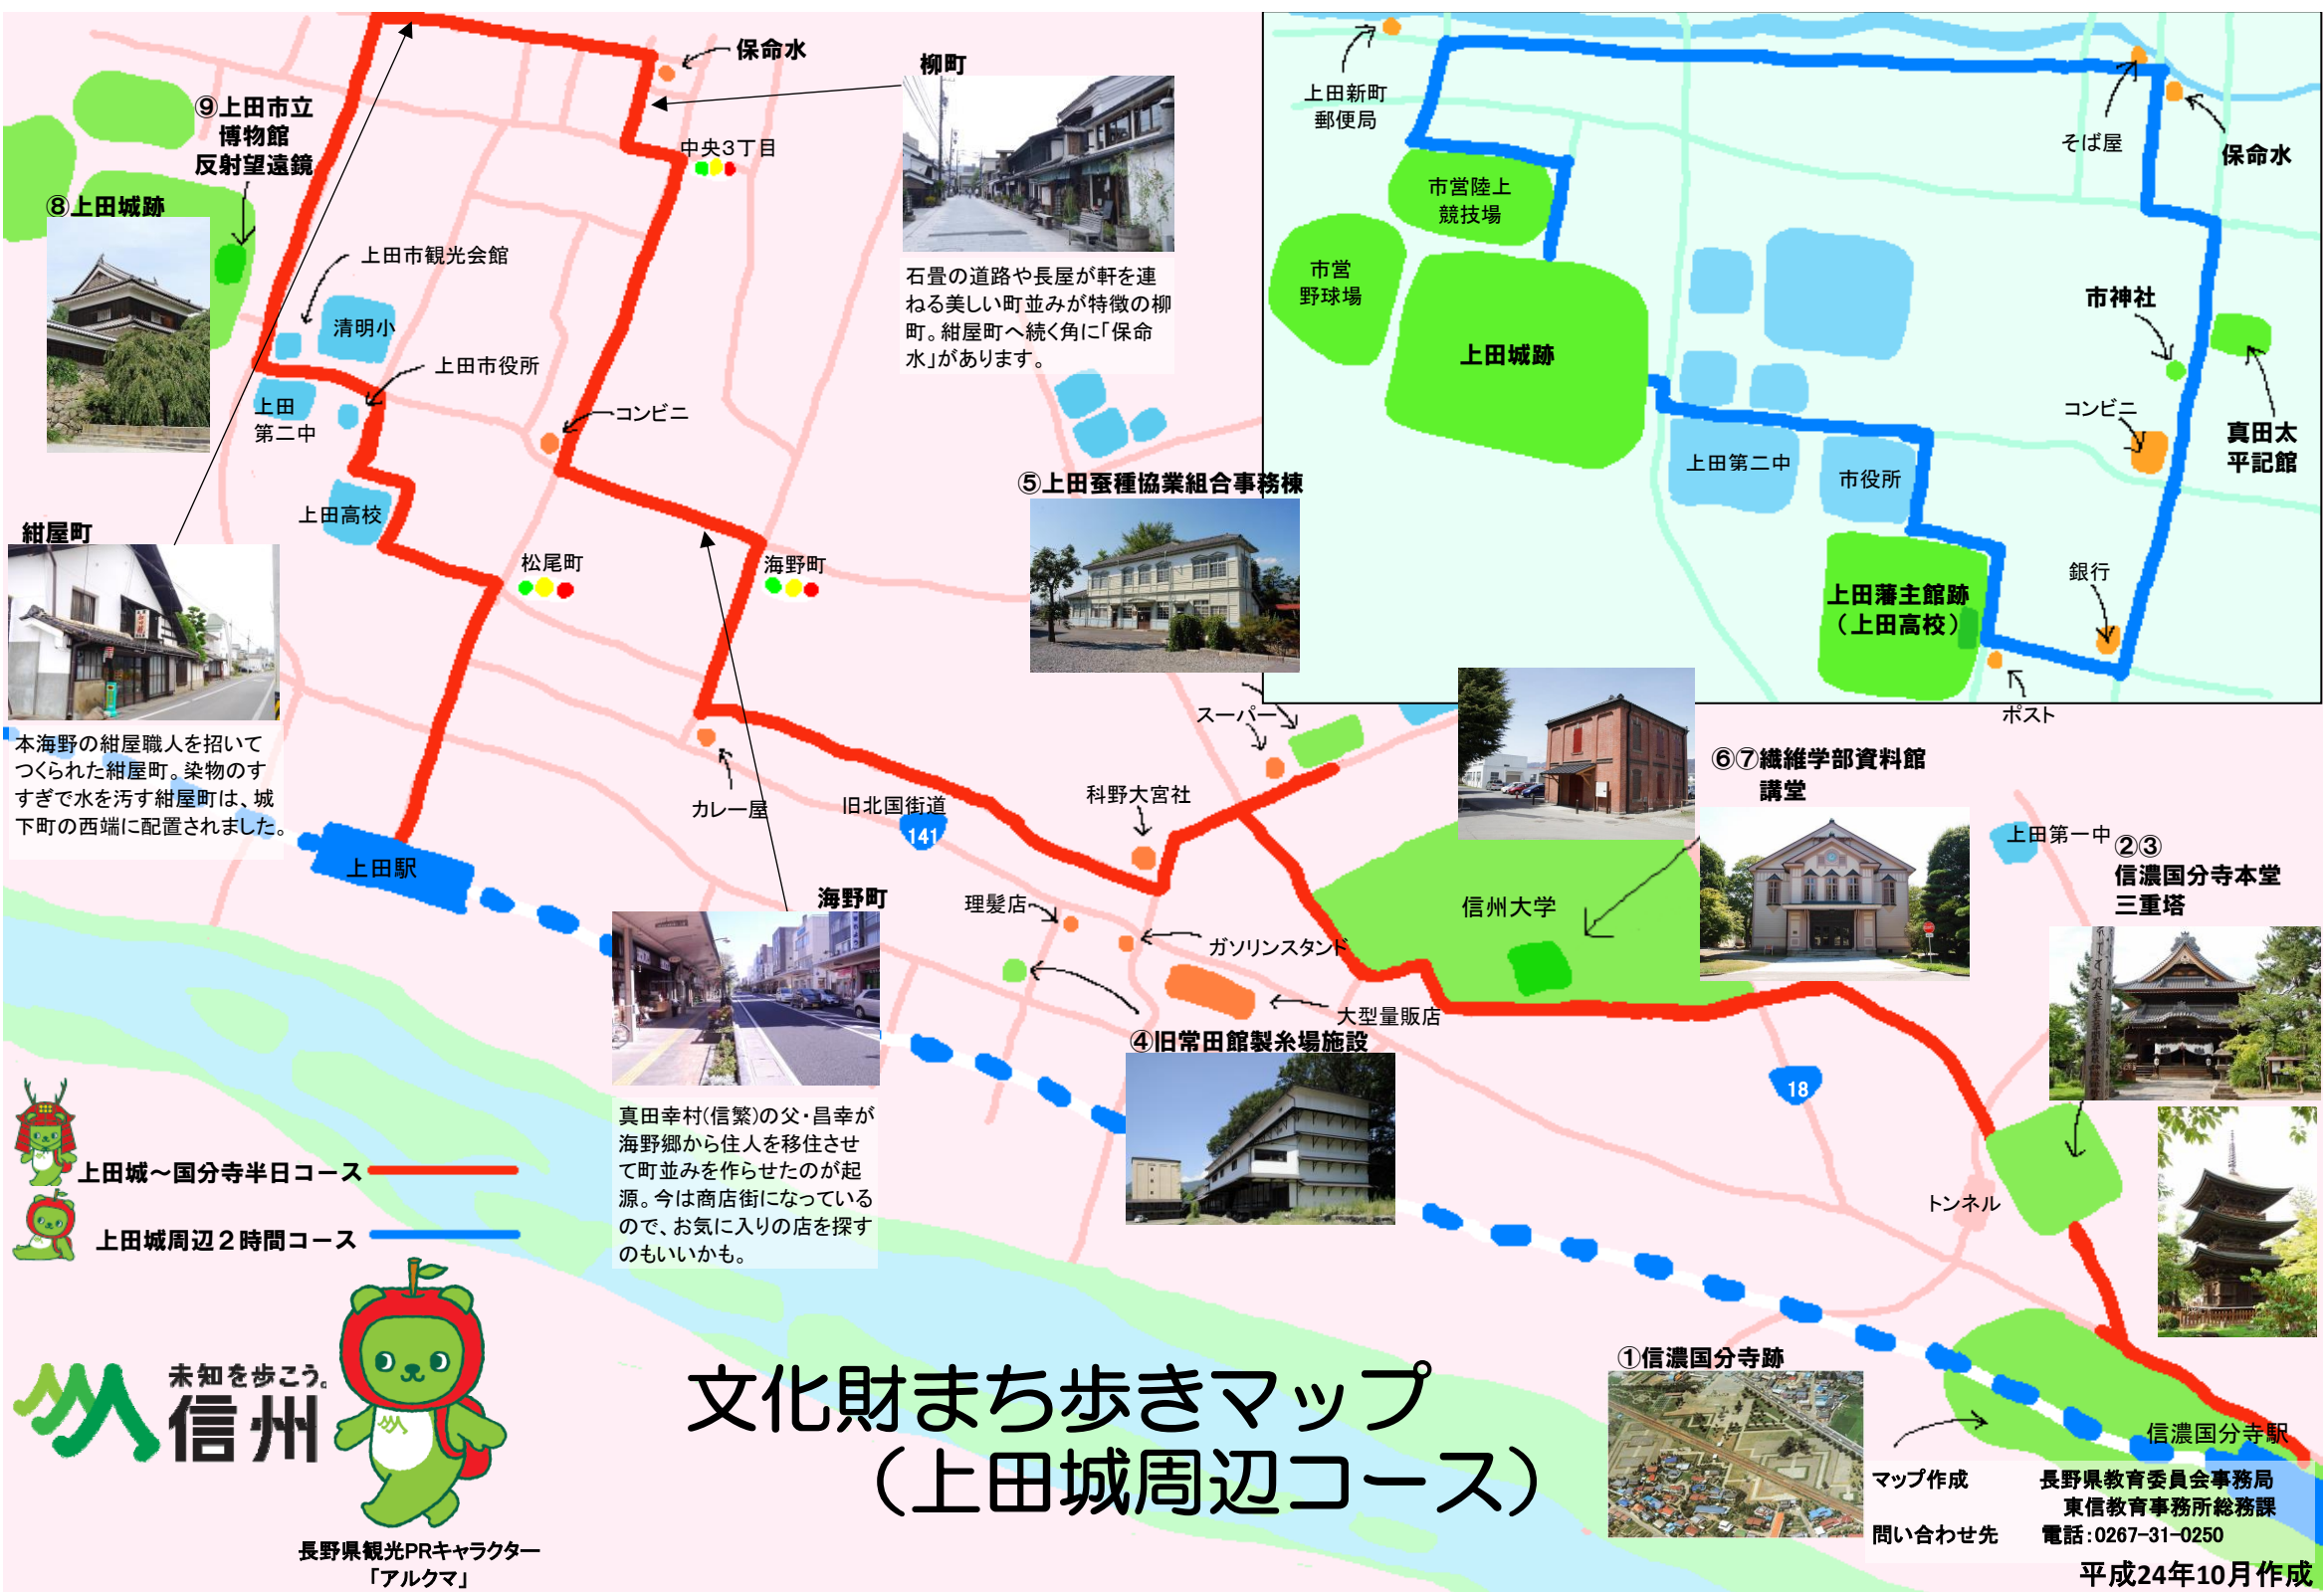 保命水
柳町
⑨上田市立
博物館
反射望遠鏡
中央3丁目
⑧上田城跡
上田市観光会館
清明小
上田市役所
上田
第二中
コンビニ
石畳の道路や長屋が軒を連
ねる美しい町並みが特徴の柳
町。紺屋町へ続く角に「保命
水」があります。
上田高校
紺屋町
松尾町
海野町
⑤上田蚕種協業組合事務棟
本海野の紺屋職人を招いて
つくられた紺屋町。染物のす
すぎで水を汚す紺屋町は、城
下町の西端に配置されました。
上田駅
カレー屋
旧北国街道
141
科野大宮社
スーパー
海野町
理髪店
ガソリンスタンド
大型量販店
④旧常田館製糸場施設
真田幸村(信繁)の父・昌幸が
海野郷から住人を移住させ
て町並みを作らせたのが起
源。今は商店街になっている
ので、お気に入りの店を探す
のもいいかも。
上田新町
郵便局
そば屋
保命水
市営陸上
競技場
市営
野球場
上田城跡
市神社
コンビニ
真田太
平記館
上田第二中
市役所
上田藩主館跡
（上田高校）
銀行
ポスト
⑥⑦繊維学部資料館
講堂
信州大学
上田第一中
②③
信濃国分寺本堂
三重塔
18
トンネル
①信濃国分寺跡
信濃国分寺駅
上田城～国分寺半日コース
上田城周辺２時間コース
未知を歩こう。
信州
長野県観光PRキャラクター
「アルクマ」
文化財まち歩きマップ
（上田城周辺コース）
マップ作成　長野県教育委員会事務局
東信教育事務所総務課
問い合わせ先　電話：0267-31-0250
平成24年10月作成